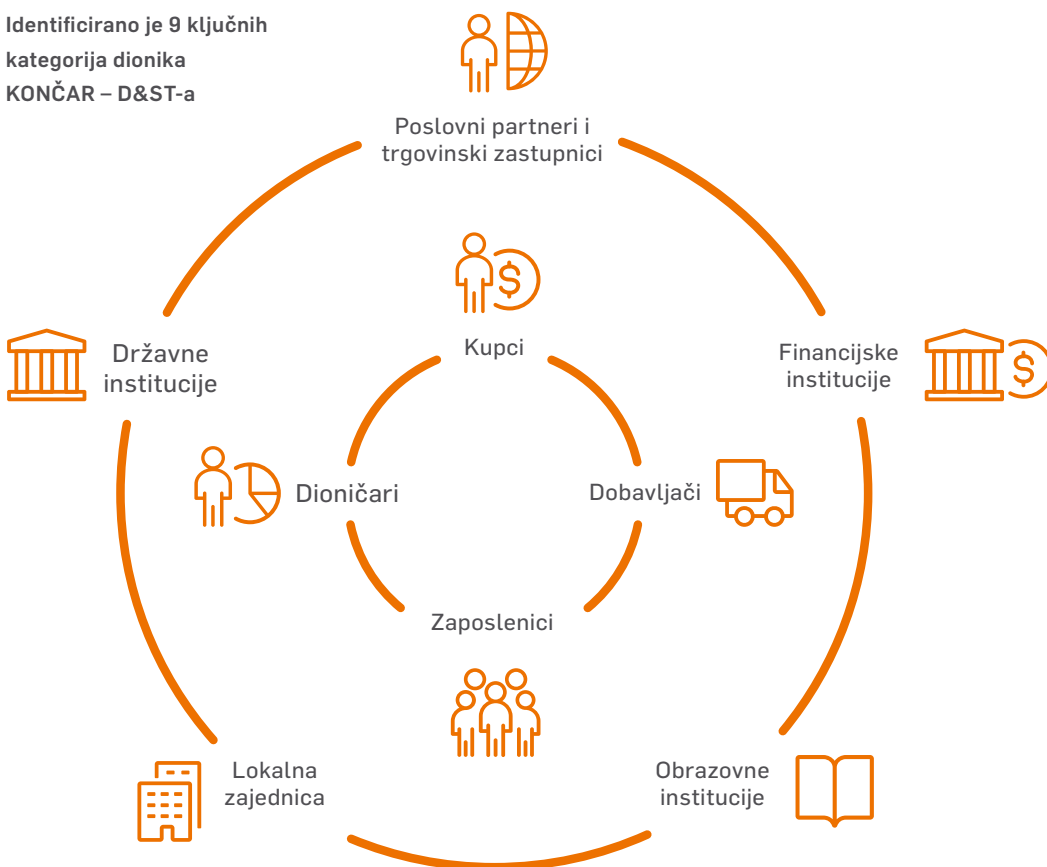 Identificirano je 9 ključnih
kategorija dionika
KONČAR – D&ST-a
Poslovni partneri i
trgovinski zastupnici
Kupci
Državne
institucije
Financijske
institucije
Dioničari
Dobavljači
Zaposlenici
Lokalna
zajednica
Obrazovne
institucije